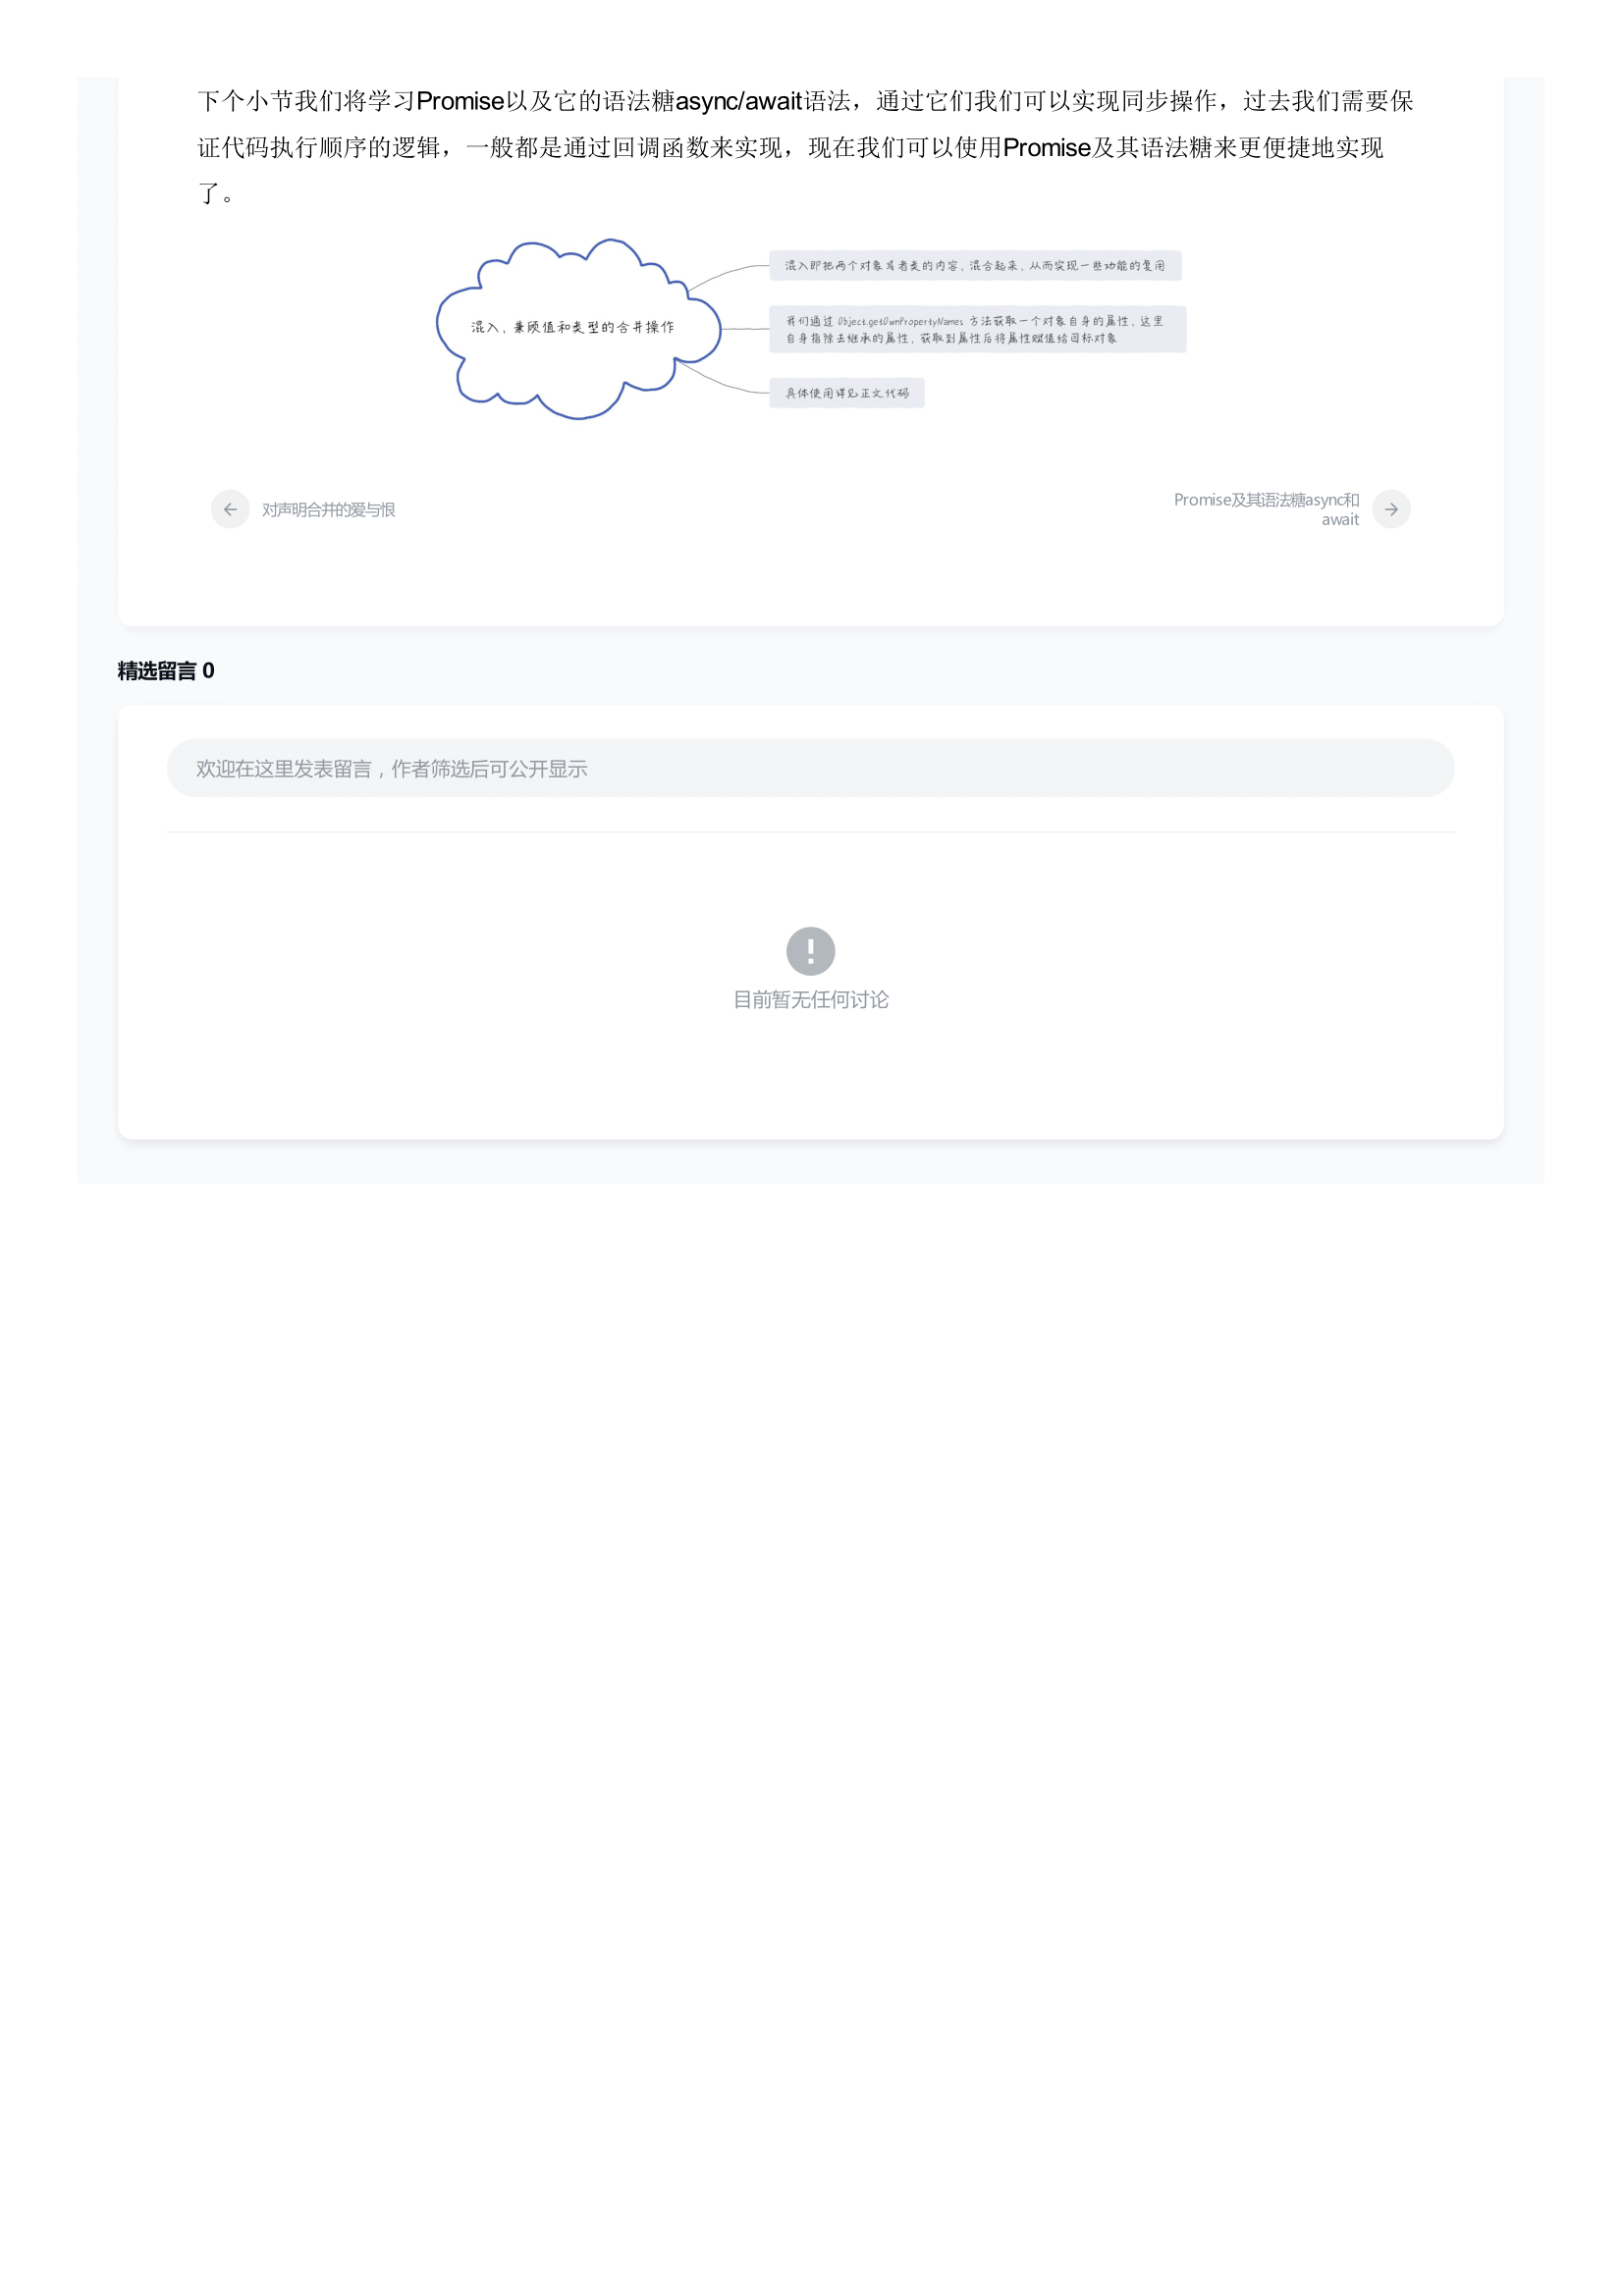 下个小节我们将学习Promise以及它的语法糖async/await语法，通过它们我们可以实现同步操作，过去我们需要保
证代码执行顺序的逻辑，一般都是通过回调函数来实现，现在我们可以使用Promise及其语法糖来更便捷地实现
了。
混入即把两个对象或者类的内容，混合起来，从而实现一些功能的复用
混入，兼顾值和类型的合并操作
我们通过 Object.getOwnPropertyNames 方法获取一个对象自身的属性，这里
自身指除去继承的属性，获取到属性后将属性赋值给目标对象
具体使用详见正文代码
对声明合并的爱与恨
Promise及其语法糖async和
await
精选留言 0
欢迎在这里发表留言，作者筛选后可公开显示
目前暂无任何讨论